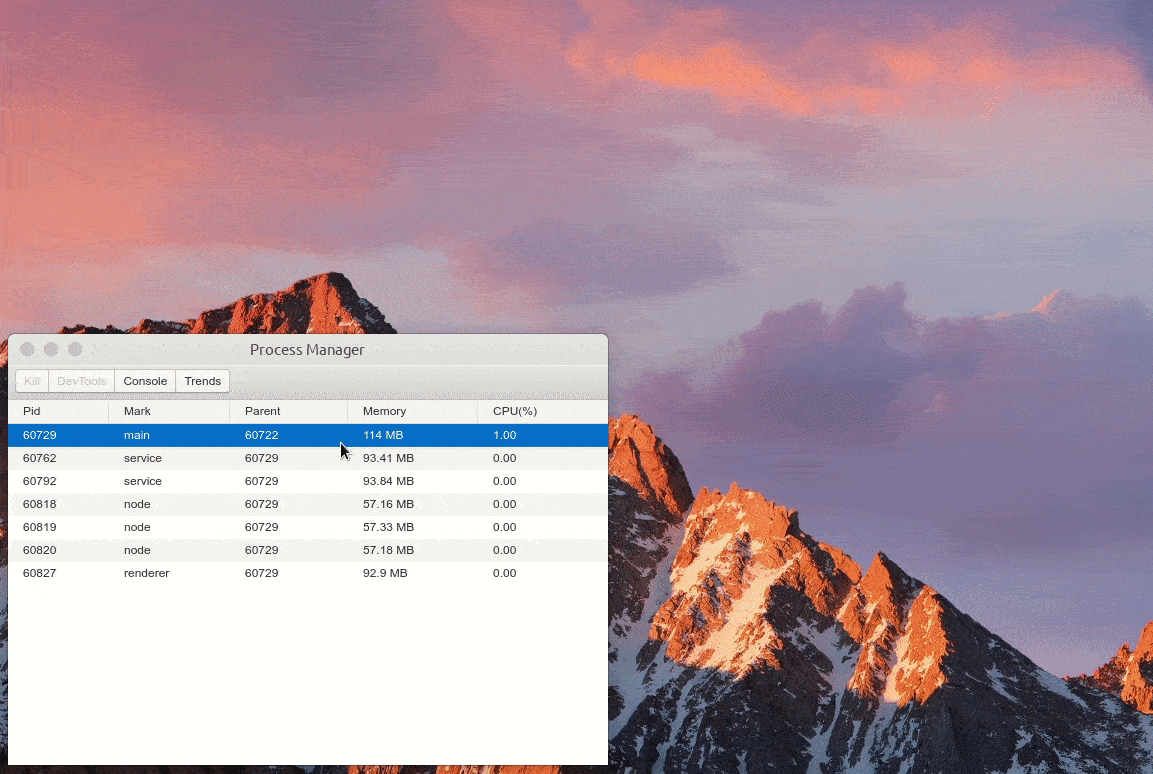 Process Manager
Kill DevTools Console Trends
Pid Mark Parent Memory CPU(%)
60729 main 60722 114 MB 1.00
60762 service 60729 93.41 MB 0.00
60792 service 60729 93.84 MB 0.00
60818 node 60729 57.16 MB 0.00
60819 node 60729 57.33 MB 0.00
60820 node 60729 57.18 MB 0.00
60827 renderer 60729 92.9 MB 0.00